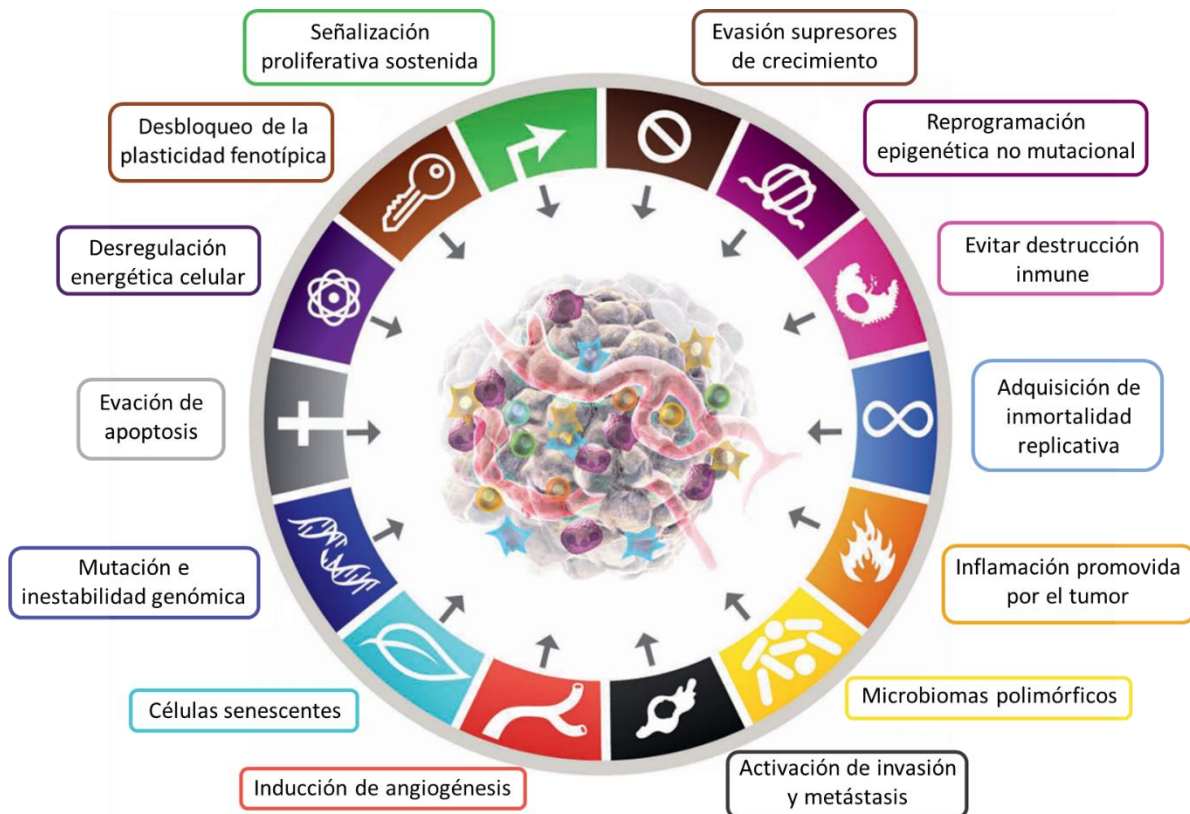 Señalización
proliferativa sostenida
Evasión supresores
de crecimiento
Desbloqueo de la
plasticidad fenotípica
Reprogramación
epigenética no mutacional
Desregulación
energética celular
Evitar destrucción
inmune
Evación de
apoptosis
Adquisición de
inmortalidad
replicativa
Mutación e
inestabilidad genómica
Inflamación promovida
por el tumor
Células senescentes
Microbiomas polimórficos
Inducción de angiogénesis
Activación de invasión
y metástasis